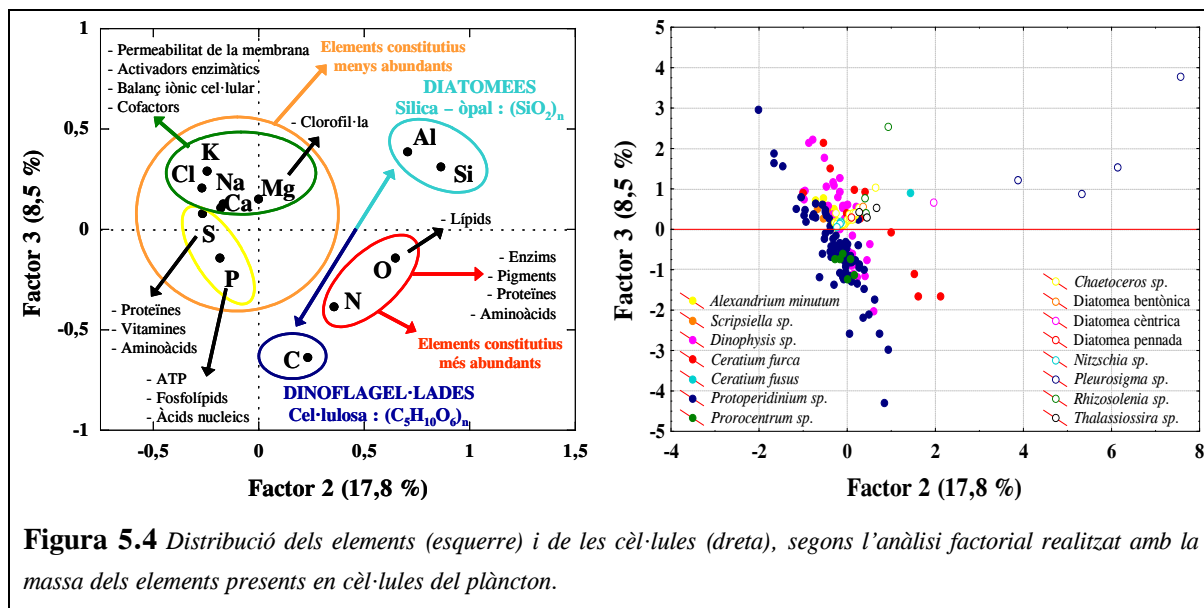 - Permeabilitat de la membrana
- Activadors enzimàtics
- Balanç iònic cel·lular
- Cofactors
Elements constitutius
menys abundants
DIATOMEES
Silica – òpal : (SiO2)n
- Clorofil·la
K
Cl
Na
Ca
Mg
Al
Si
S
P
O
N
C
- Lípids
- Enzims
- Pigments
- Proteïnes
- Aminoàcids
Elements constitutius
més abundants
- Proteïnes
- Vitamines
- Aminoàcids
- ATP
- Fosfolípids
- Àcids nucleics
DINOFLAGEL·LADES
Cel·lulosa : (C5H10O6)n
1
0,5
0
-0,5
-1
Factor 3 (8,5 %)
-0,5
0
0,5
1
1,5
Factor 2 (17,8 %)
5
4
3
2
1
0
-1
-2
-3
-4
-5
Factor 3 (8,5 %)
Alexandrium minutum
Scripsiella sp.
Dinophysis sp.
Ceratium furca
Ceratium fusus
Protoperidinium sp.
Prorocentrum sp.
Chaetoceros sp.
Diatomea bentònica
Diatomea cèntrica
Diatomea pennada
Nitzschia sp.
Pleurosigma sp.
Rhizosolenia sp.
Thalassiossira sp.
-4
-2
0
2
4
6
8
Factor 2 (17,8 %)
Figura 5.4 Distribució dels elements (esquerre) i de les cèl·lules (dreta), segons l'anàlisi factorial realitzat amb la
massa dels elements presents en cèl·lules del plàncton.